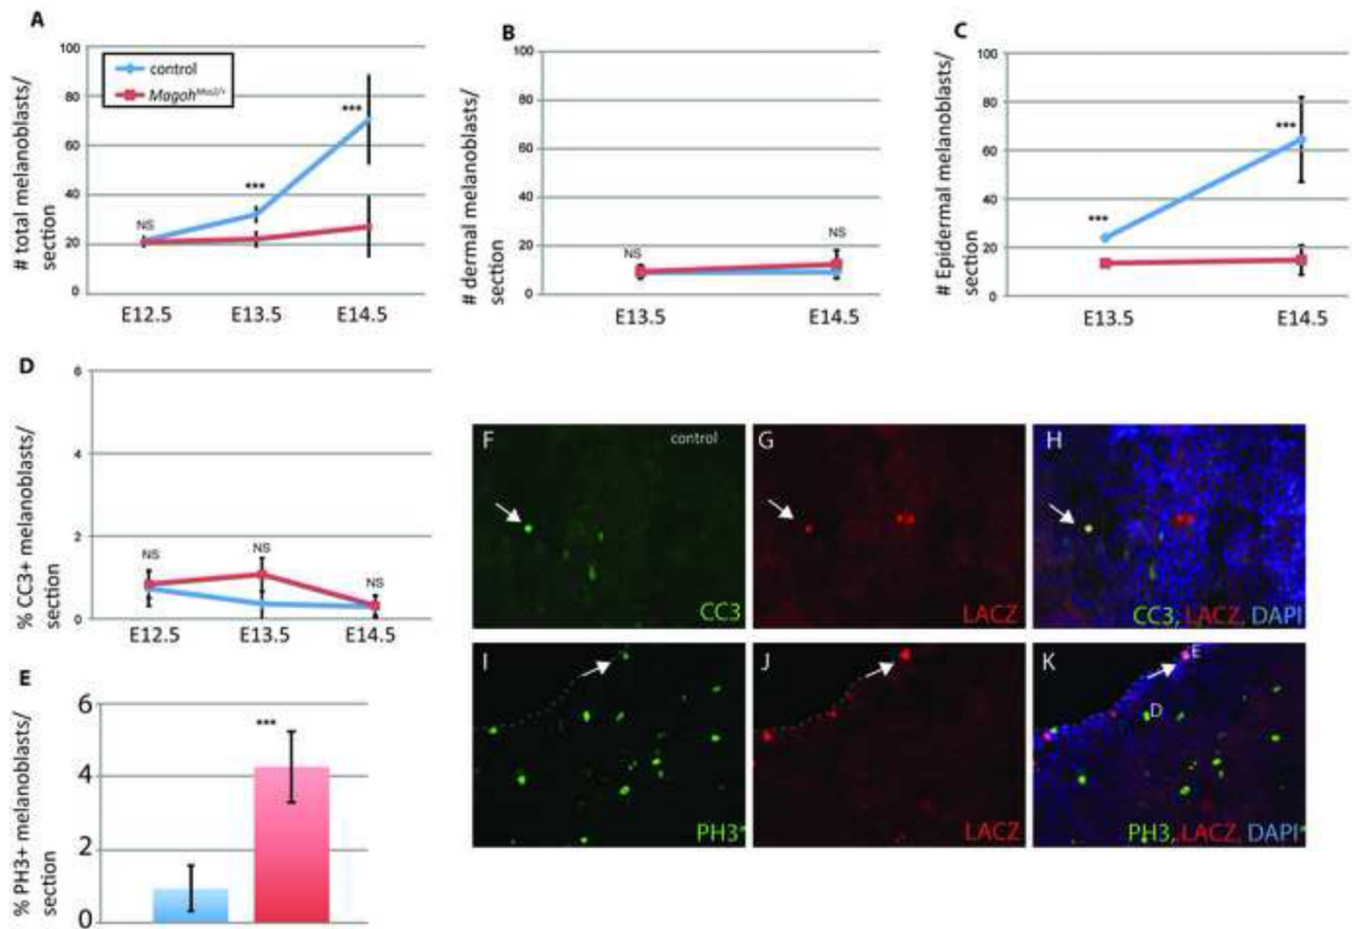 A
# total melanoblasts/
section
100
80
60
40
20
0
control
Magoh^Mos2/+
NS
***
***
E12.5
E13.5
E14.5
B
# dermal melanoblasts/
section
100
80
60
40
20
0
NS
NS
E13.5
E14.5
C
# Epidermal melanoblasts/
section
100
80
60
40
20
0
***
***
E13.5
E14.5
D
% CC3+ melanoblasts/
section
6
4
2
0
NS
NS
NS
E12.5
E13.5
E14.5
E
% PH3+ melanoblasts/
section
6
4
2
0
***
F
control
CC3
G
LACZ
H
CC3, LACZ, DAPI
I
PH3
J
LACZ
K
E
D
PH3, LACZ, DAPI